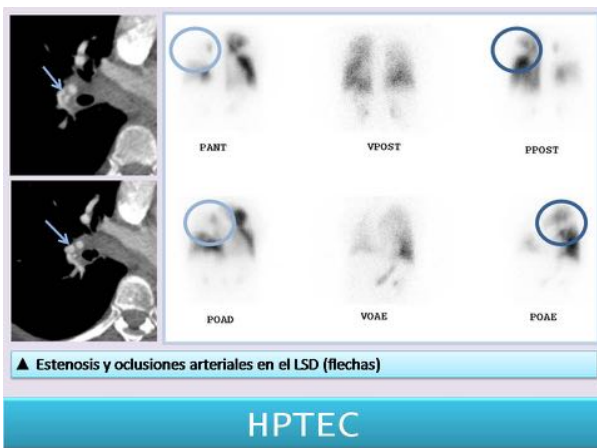 PANT VPOST PPOST
POAD VOAE POAE
▲ Estenosis y oclusiones arteriales en el LSD (flechas)
HPTEC